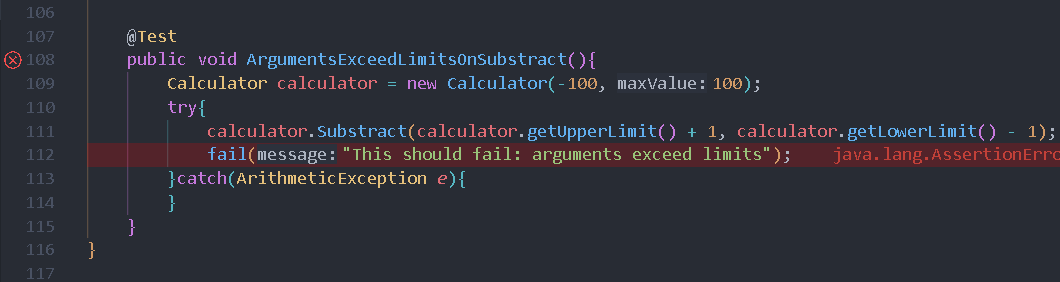 106
107 @Test
108 public void ArgumentsExceedLimitsOnSubstract(){
109 Calculator calculator = new Calculator(-100, maxValue: 100);
110 try{
111 calculator.Substract(calculator.getUpperLimit() + 1, calculator.getLowerLimit() - 1);
112 fail(message: "This should fail: arguments exceed limits"); java.lang.AssertionErro
113 }catch(ArithmeticException e){
114 }
115 }
116 }
117